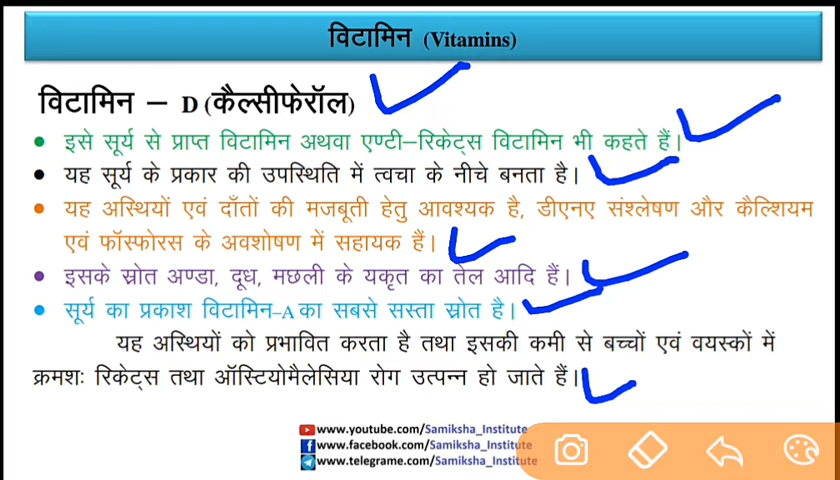 विटामिन (Vitamins)
विटामिन – D (कैल्सीफेरॉल)
• इसे सूर्य से प्राप्त विटामिन अथवा एण्टी–रिकेट्स विटामिन भी कहते हैं।
• यह सूर्य के प्रकार की उपस्थिति में त्वचा के नीचे बनता है।
• यह अस्थियों एवं दाँतों की मजबूती हेतु आवश्यक है, डीएनए संश्लेषण और कैल्शियम
एवं फॉस्फोरस के अवशोषण में सहायक हैं।
• इसके स्रोत अण्डा, दूध, मछली के यकृत का तेल आदि हैं।
• सूर्य का प्रकाश विटामिन–A का सबसे सस्ता स्रोत है।
यह अस्थियों को प्रभावित करता है तथा इसकी कमी से बच्चों एवं वयस्कों में
क्रमशः रिकेट्स तथा ऑस्टियोमैलेसिया रोग उत्पन्न हो जाते हैं।
www.youtube.com/Samiksha_Institute
www.facebook.com/Samiksha_Institute
www.telegrame.com/Samiksha_Institute